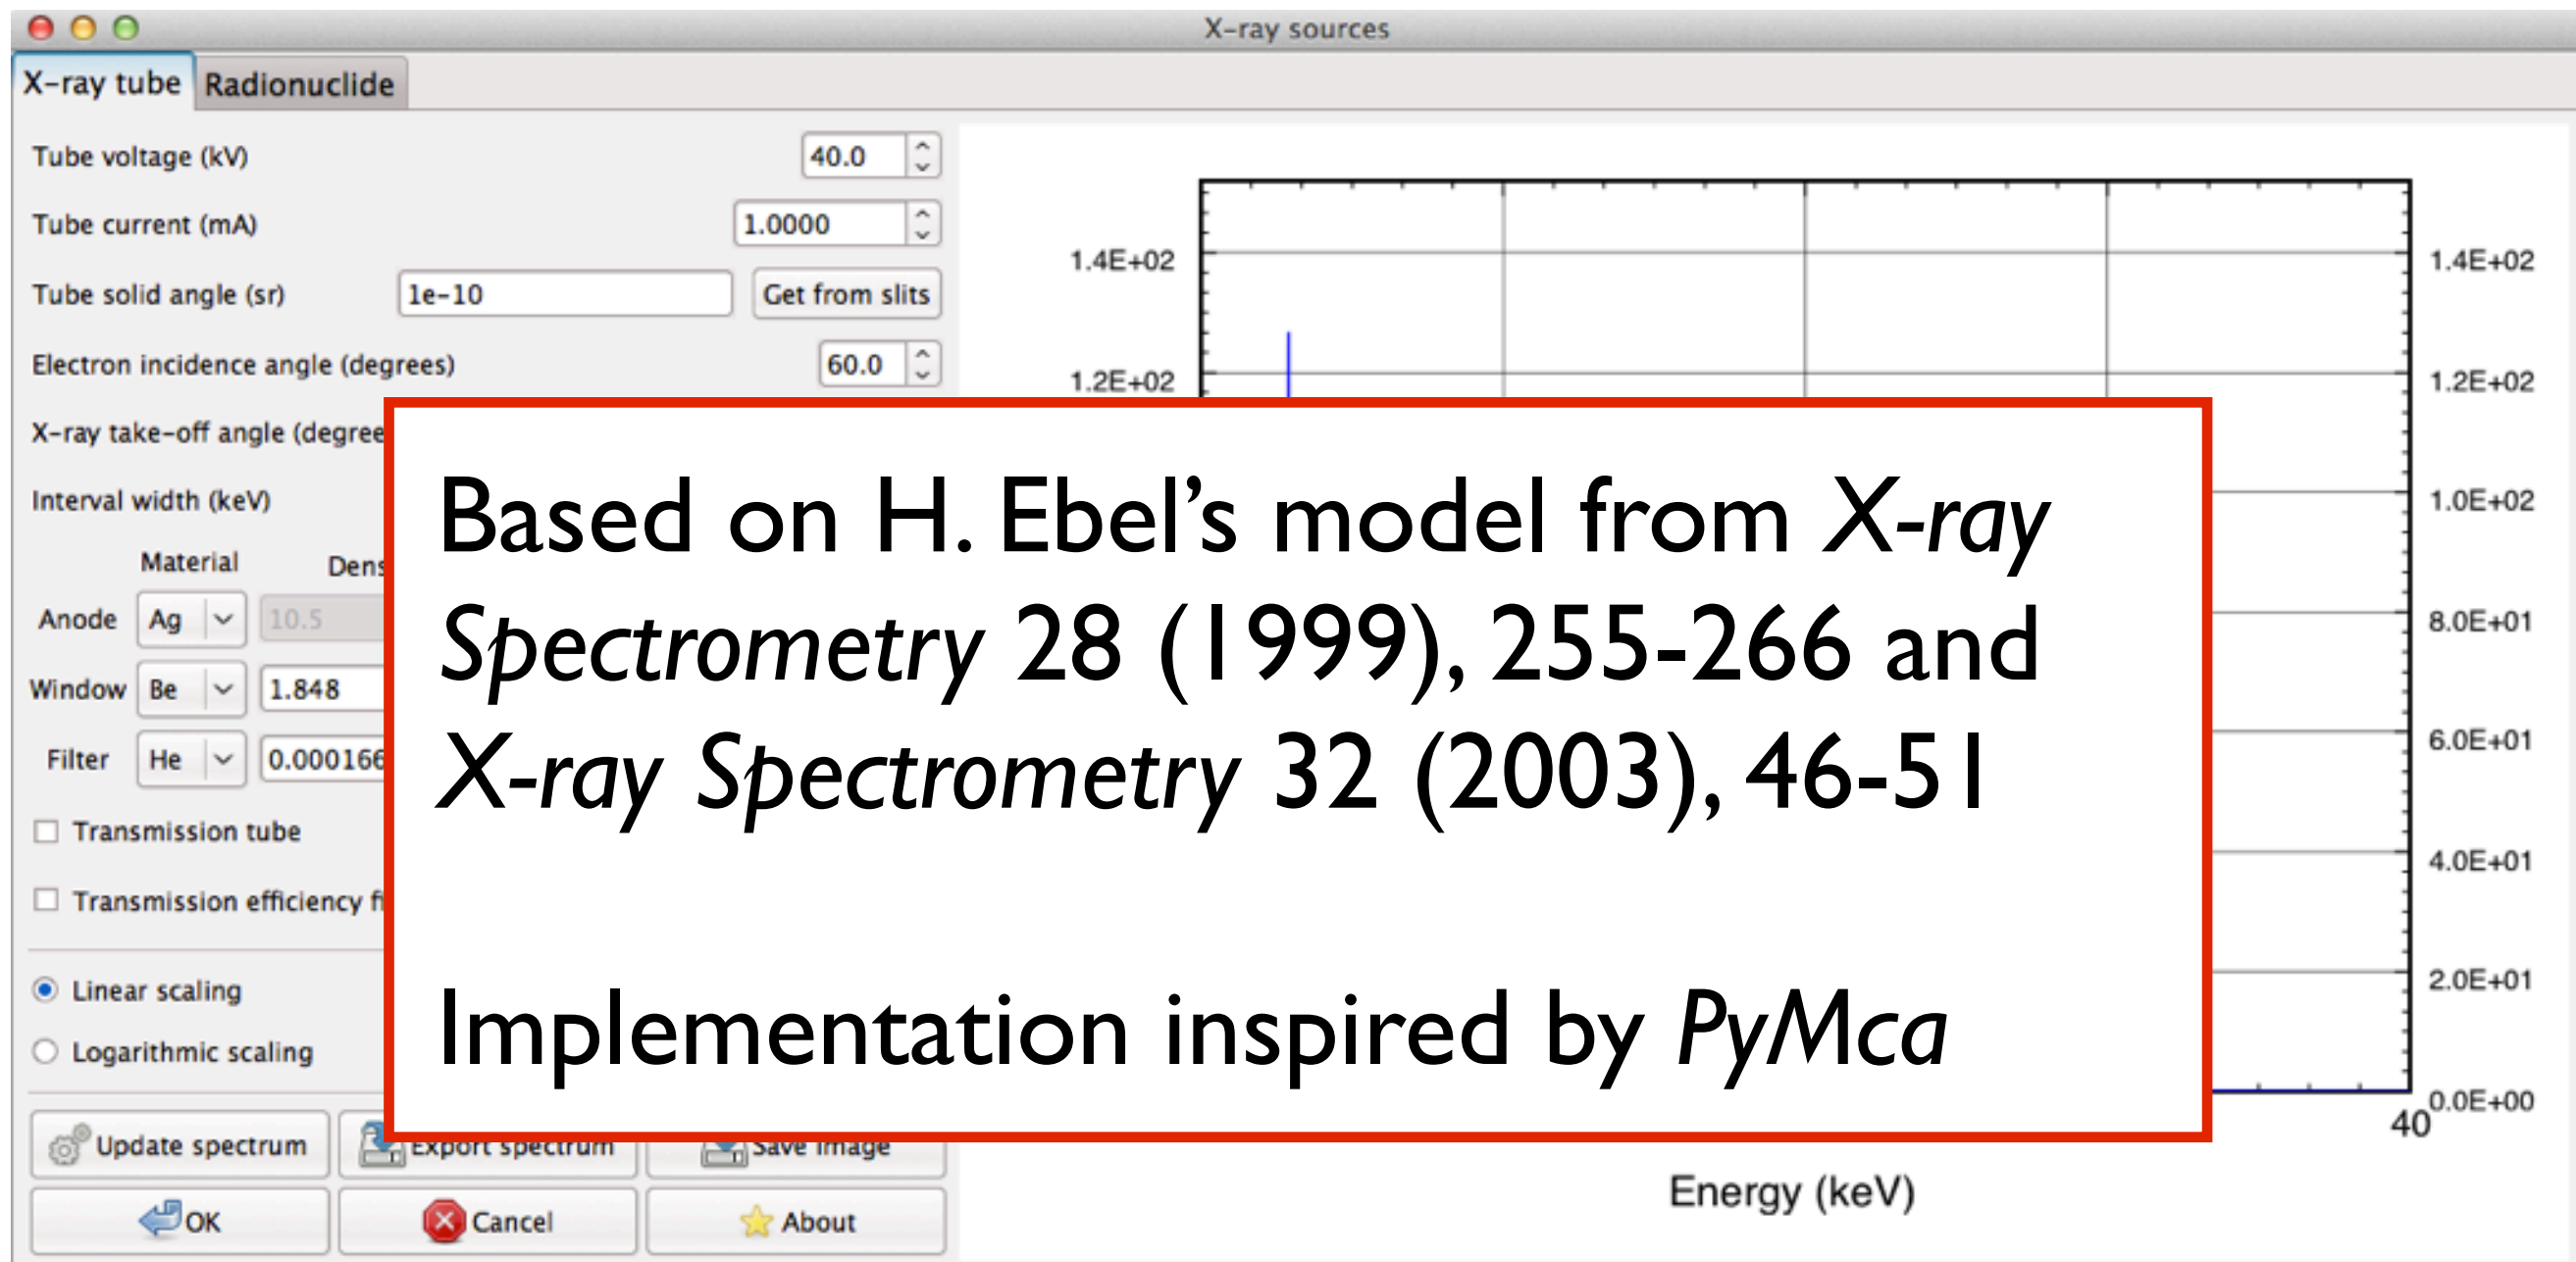 X-ray sources
X-ray tube Radionuclide
Tube voltage (kV) 40.0
Tube current (mA) 1.0000
Tube solid angle (sr) 1e-10 Get from slits
Electron incidence angle (degrees) 60.0
X-ray take-off angle
Interval width (keV)
Material
Anode Ag 10.5
Window Be 1.848
Filter He 0.000166
Transmission tube
Transmission efficiency
Linear scaling
Logarithmic scaling
Update spectrum Export spectrum Save image
OK Cancel About
1.4E+02 1.4E+02
1.2E+02 1.2E+02
1.0E+02
8.0E+01
6.0E+01
4.0E+01
2.0E+01
0.0E+00
40
Energy (keV)
Based on H. Ebel’s model from X-ray
Spectrometry 28 (1999), 255-266 and
X-ray Spectrometry 32 (2003), 46-51
Implementation inspired by PyMca